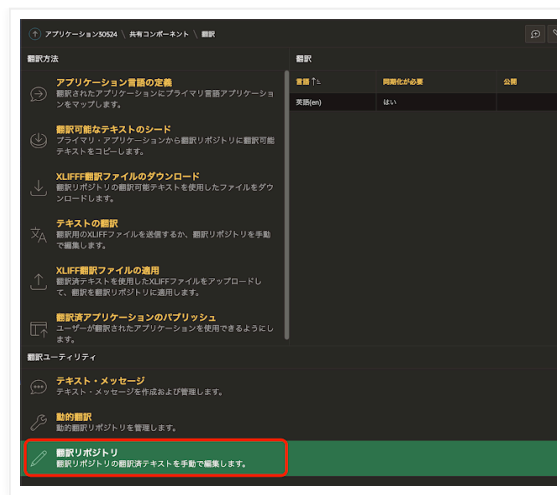 アプリケーション30524 \ 共有コンポーネント \ 翻訳
翻訳方法
アプリケーション言語の定義
翻訳されたアプリケーションにプライマリ言語アプリケーショ
ンをマップします。
翻訳可能なテキストのシード
プライマリ・アプリケーションから翻訳リポジトリに翻訳可能
テキストをコピーします。
XLIFFF翻訳ファイルのダウンロード
翻訳リポジトリの翻訳可能テキストを使用したファイルをダウ
ンロードします。
テキストの翻訳
翻訳用のXLIFFファイルを送信するか、翻訳リポジトリを手動
で編集します。
XLIFF翻訳ファイルの適用
翻訳済テキストを使用したXLIFFファイルをアップロードし
て、翻訳を翻訳リポジトリに適用します。
翻訳済アプリケーションのパブリッシュ
ユーザーが翻訳されたアプリケーションを使用できるようにし
ます。
翻訳
言語 同期化が必要 公開
英語(en) はい
翻訳ユーティリティ
テキスト・メッセージ
テキスト・メッセージを作成および管理します。
動的翻訳
動的翻訳リポジトリを管理します。
翻訳リポジトリ
翻訳リポジトリの翻訳済テキストを手動で編集します。